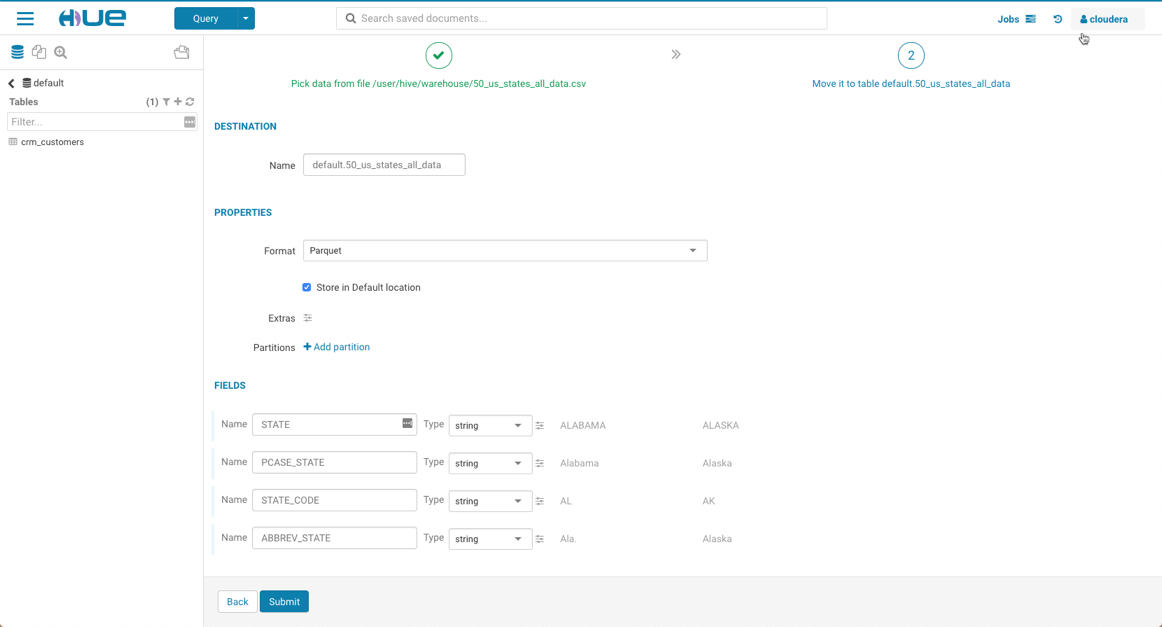 HUE
Query
Search saved documents...
Jobs
cloudera
default
Tables
(1)
Filter...
crm_customers
Pick data from file /user/hive/warehouse/50_us_states_all_data.csv
2
Move it to table default.50_us_states_all_data
DESTINATION
Name default.50_us_states_all_data
PROPERTIES
Format Parquet
Store in Default location
Extras
Partitions + Add partition
FIELDS
Name STATE Type string ALABAMA ALASKA
Name PCASE_STATE Type string Alabama Alaska
Name STATE_CODE Type string AL AK
Name ABBREV_STATE Type string Ala. Alaska
Back Submit